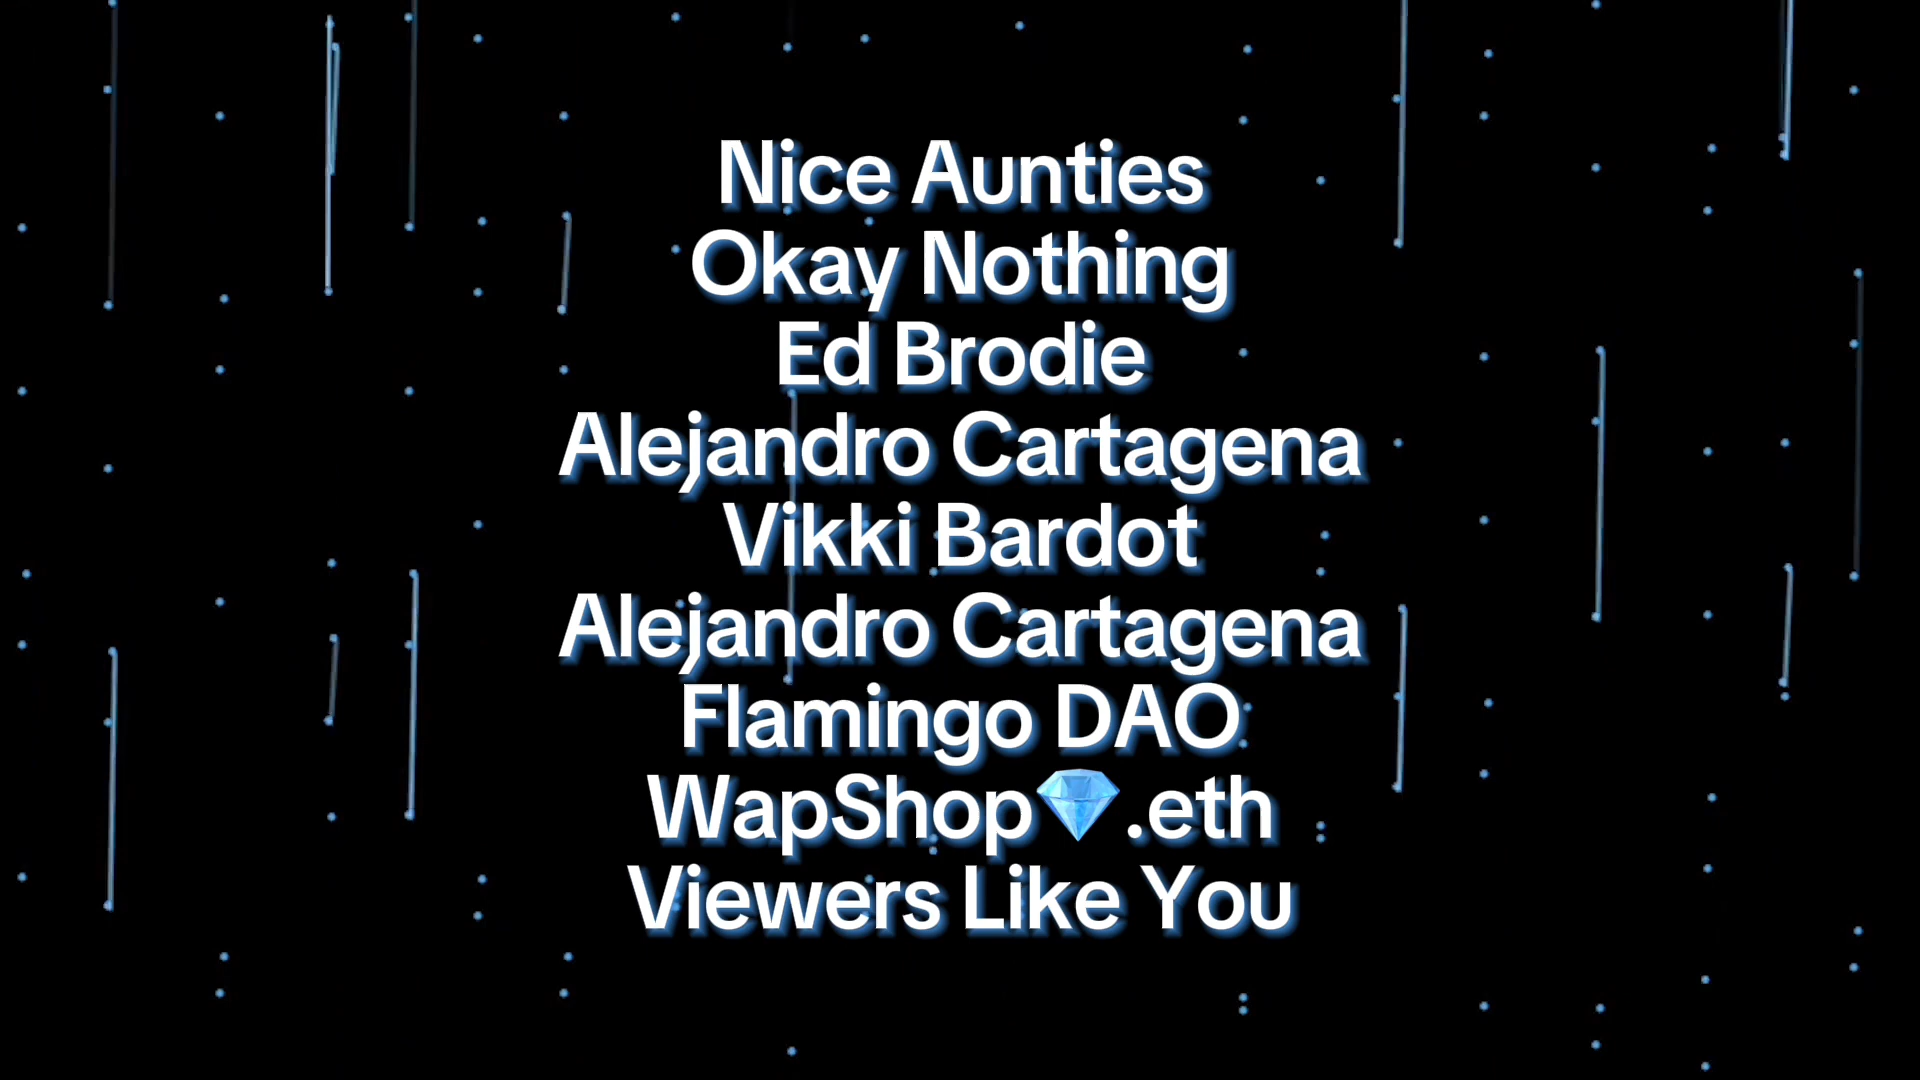 Nice Aunties
Okay Nothing
Ed Brodie
Alejandro Cartagena
Vikki Bardot
Alejandro Cartagena
Flamingo DAO
WapShop💎.eth
Viewers Like You